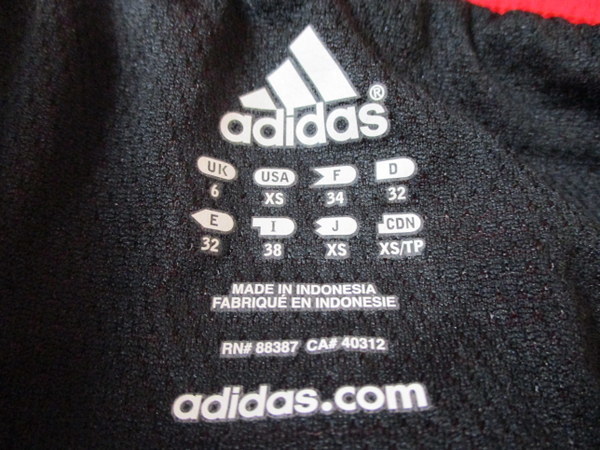 adidas®
UK USA F D
6 XS 34 32
E I J CDN
32 38 XS XS/TP
MADE IN INDONESIA
FABRIQUÉ EN INDONESIE
RN# 88387 CA# 40312
adidas.com